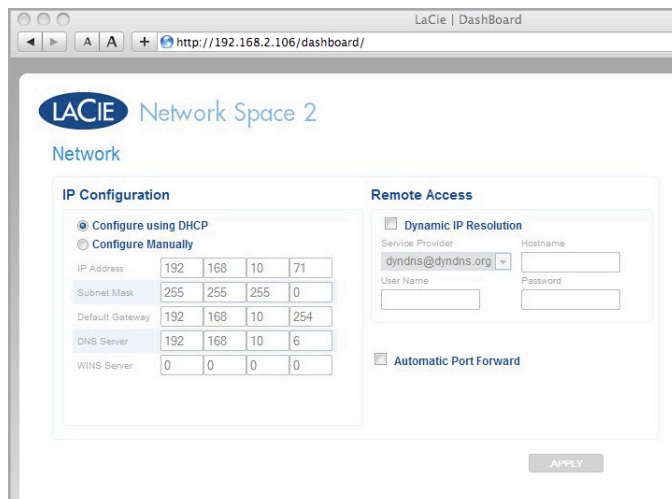 LaCie | DashBoard
A A + http://192.168.2.106/dashboard/
LACIE Network Space 2
Network
IP Configuration
Configure using DHCP
Configure Manually
IP Address 192 168 10 71
Subnet Mask 255 255 255 0
Default Gateway 192 168 10 254
DNS Server 192 168 10 6
WINS Server 0 0 0 0
Remote Access
Dynamic IP Resolution
Service Provider Hostname
dyndns@dyndns.org
User Name Password
Automatic Port Forward
APPLY